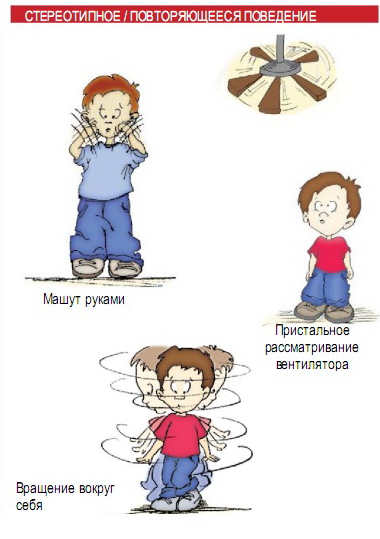 СТЕРЕОТИПНОЕ / ПОВТОРЯЮЩЕЕСЯ ПОВЕДЕНИЕ
Машут руками
Пристальное
рассматривание
вентилятора
Вращение вокруг
себя